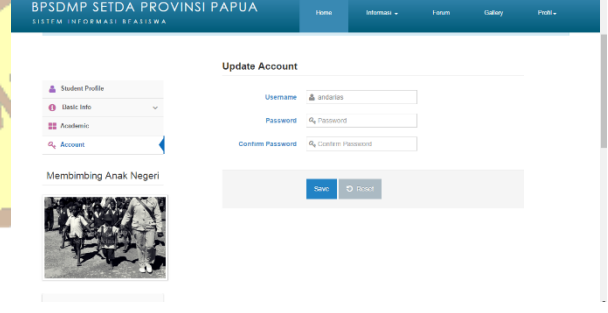 BPSDMP SETDA PROVINSI PAPUA
SISTEM INFORMASI BEASISWA
Home Informasi Forum Gallery Profil
Update Account
Student Profile
Basic Info
Academic
Account
Username andarias
Password Password
Confirm Password Confirm Password
Save Reset
Membimbing Anak Negeri